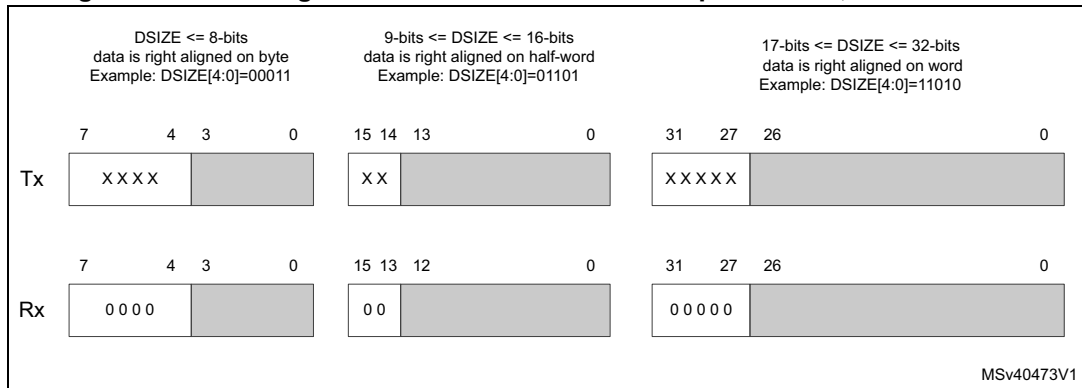 DSIZE <= 8-bits
data is right aligned on byte
Example: DSIZE[4:0]=00011
9-bits <= DSIZE <= 16-bits
data is right aligned on half-word
Example: DSIZE[4:0]=01101
17-bits <= DSIZE <= 32-bits
data is right aligned on word
Example: DSIZE[4:0]=11010
7 4 3 0 15 14 13 0 31 27 26 0
Tx XXXX XX XXXXX
7 4 3 0 15 13 12 0 31 27 26 0
Rx 0000 00 00000
MSv40473V1